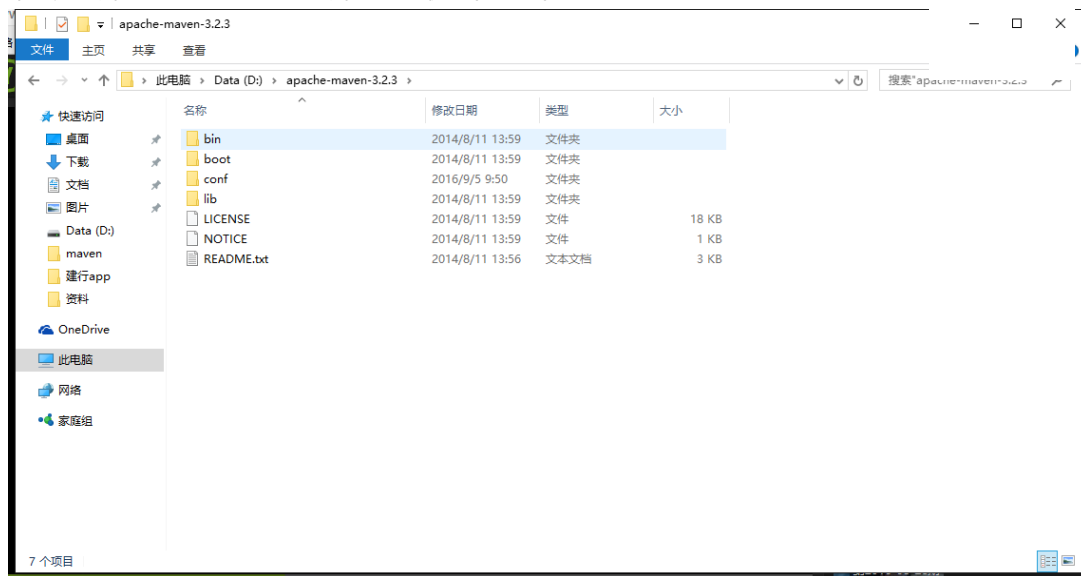 apache-maven-3.2.3
文件 主页 共享 查看
此电脑 › Data (D:) › apache-maven-3.2.3 › 搜索"apache-maven-3.2.3
名称 修改日期 类型 大小
快速访问
桌面
下载
文档
图片
Data (D:)
maven
建行app
资料
OneDrive
此电脑
网络
家庭组
bin 2014/8/11 13:59 文件夹
boot 2014/8/11 13:59 文件夹
conf 2016/9/5 9:50 文件夹
lib 2014/8/11 13:59 文件夹
LICENSE 2014/8/11 13:59 文件 18 KB
NOTICE 2014/8/11 13:59 文件 1 KB
README.txt 2014/8/11 13:56 文本文档 3 KB
7 个项目